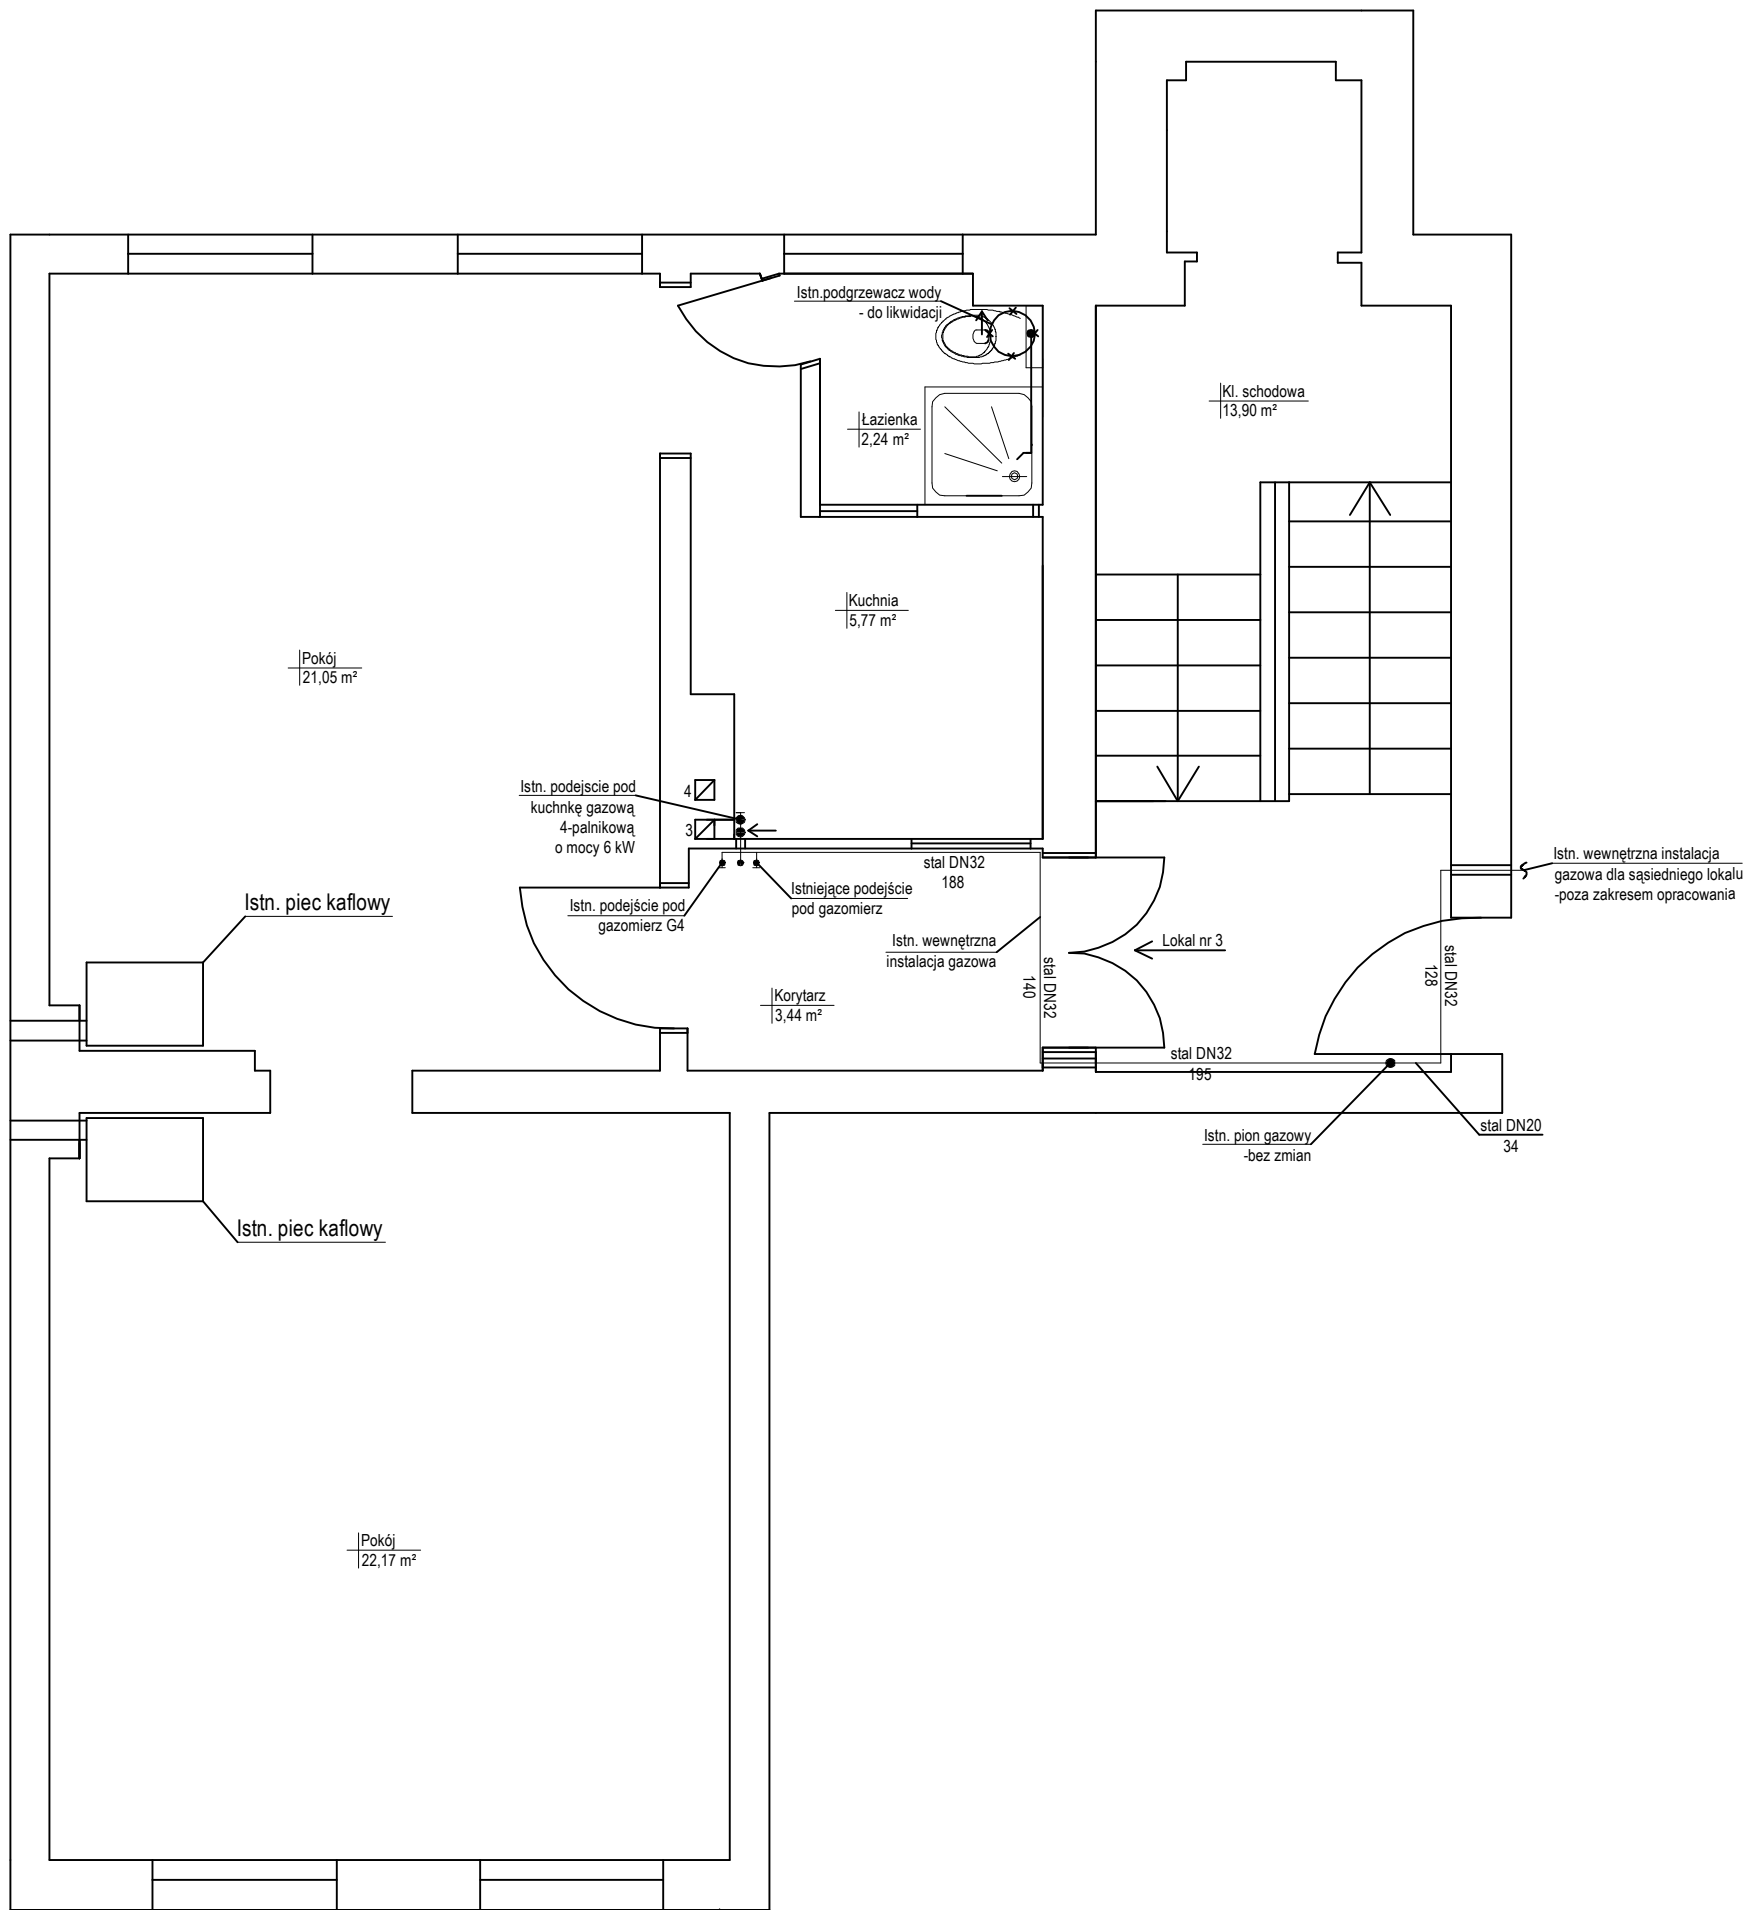 Istn.podgrzewacz wody
- do likwidacji
Kl. schodowa
13,90 m²
Łazienka
2,24 m²
Kuchnia
5,77 m²
Pokój
21,05 m²
Istn. podejscie pod
kuchnkę gazową
4-palnikową
o mocy 6 kW
4
3
stal DN32
188
Istn. wewnętrzna instalacja
gazowa dla sąsiedniego lokalu
-poza zakresem opracowania
Istn. piec kaflowy
Istniejące podejście
pod gazomierz
Istn. podejście pod
gazomierz G4
Istn. wewnętrzna
instalacja gazowa
Lokal nr 3
stal DN32
140
stal DN32
128
Korytarz
3,44 m²
stal DN32
195
Istn. pion gazowy
-bez zmian
stal DN20
34
Istn. piec kaflowy
Pokój
22,17 m²